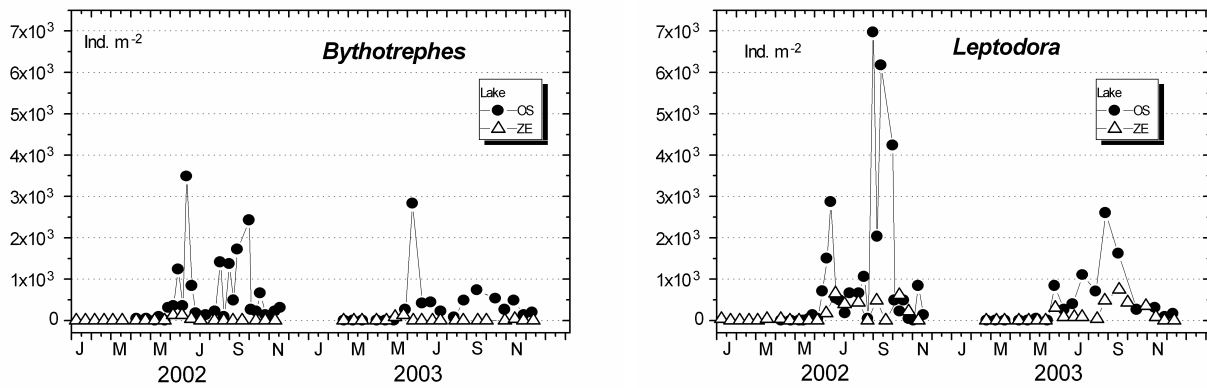 7x10³
6x10³
5x10³
4x10³
3x10³
2x10³
1x10³
0
Ind. m⁻²
Bythotrephes
Lake
OS
ZE
J M M J S N J M M J S N
2002 2003
7x10³
6x10³
5x10³
4x10³
3x10³
2x10³
1x10³
0
Ind. m⁻²
Leptodora
Lake
OS
ZE
J M M J S N J M M J S N
2002 2003